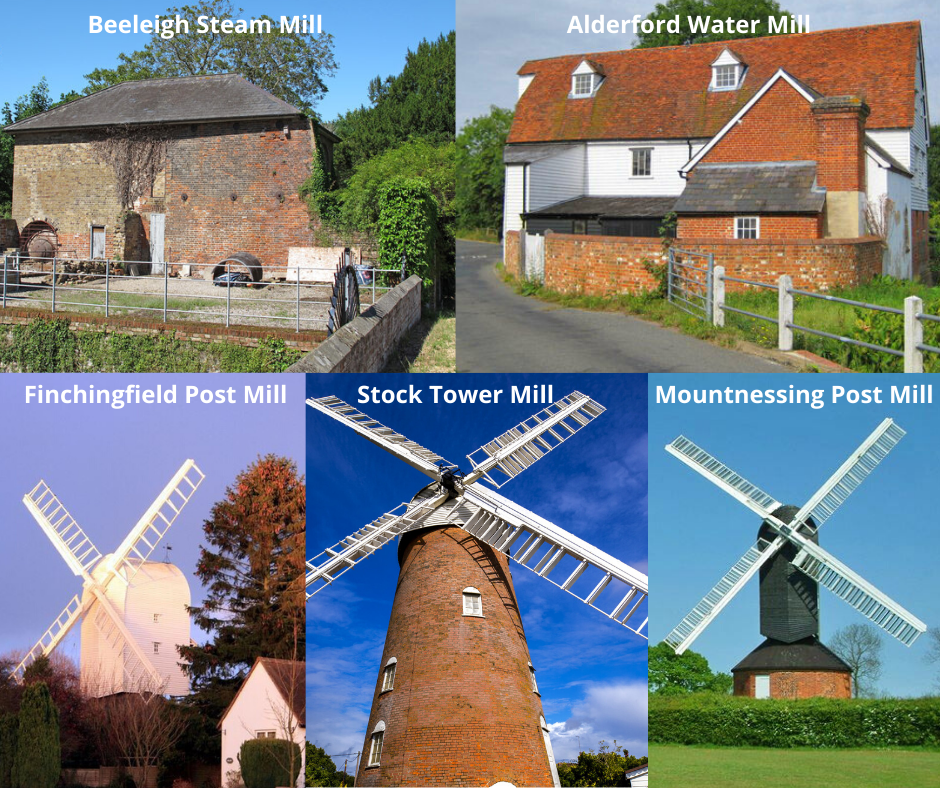 Beeleigh Steam Mill
Alderford Water Mill
Finchingfield Post Mill
Stock Tower Mill
Mountnessing Post Mill